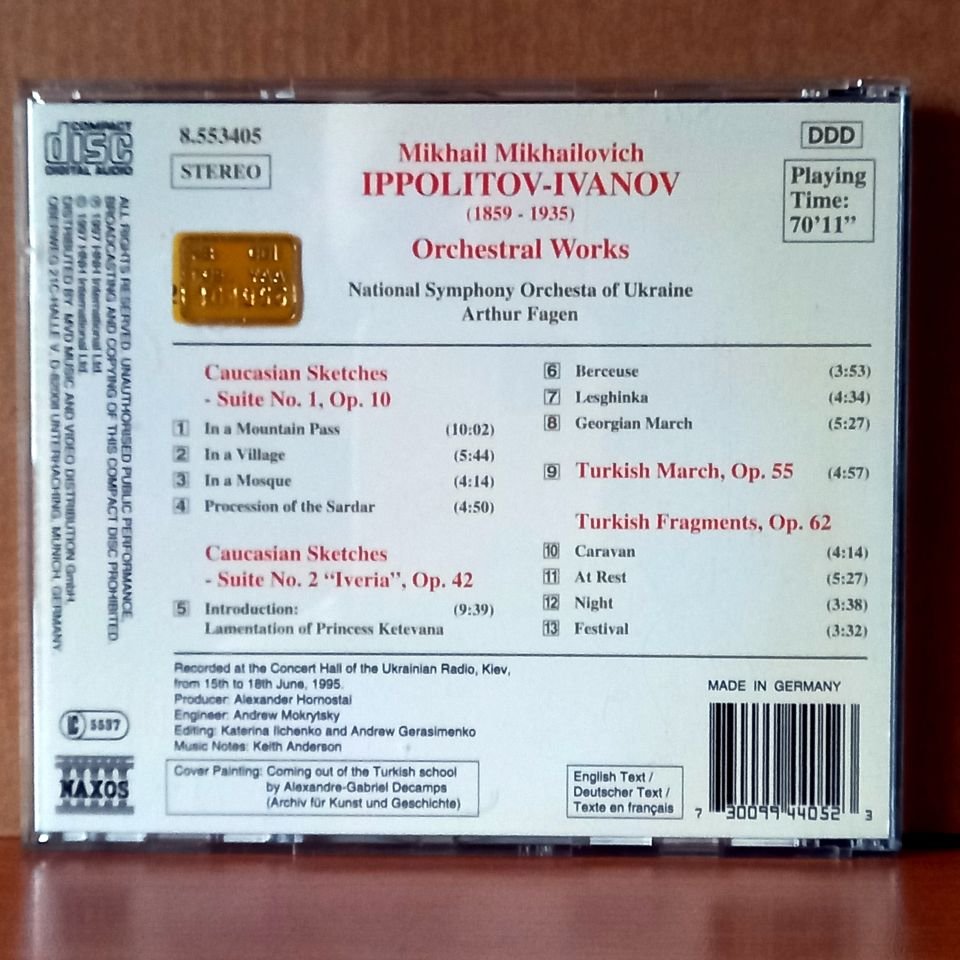 COMPACT
disc
DIGITAL AUDIO
8.553405
STEREO
Mikhail Mikhailovich
IPPOLITOV-IVANOV
(1859 - 1935)
Orchestral Works
National Symphony Orchesta of Ukraine
Arthur Fagen
DDD
Playing
Time:
70'11”
Caucasian Sketches
- Suite No. 1, Op. 10
1 In a Mountain Pass (10:02)
2 In a Village (5:44)
3 In a Mosque (4:14)
4 Procession of the Sardar (4:50)
Caucasian Sketches
- Suite No. 2 “Iveria”, Op. 42
5 Introduction: (9:39)
Lamentation of Princess Ketevana
6 Berceuse (3:53)
7 Lesghinka (4:34)
8 Georgian March (5:27)
9 Turkish March, Op. 55 (4:57)
Turkish Fragments, Op. 62
10 Caravan (4:14)
11 At Rest (5:27)
12 Night (3:38)
13 Festival (3:32)
Recorded at the Concert Hall of the Ukrainian Radio, Kiev,
from 15th to 18th June, 1995.
Producer: Alexander Hornostai
Engineer: Andrew Mokrytsky
Editing: Katerina Ilchenko and Andrew Gerasimenko
Music Notes: Keith Anderson
Cover Painting: Coming out of the Turkish school
by Alexandre-Gabriel Decamps
(Archiv für Kunst und Geschichte)
English Text /
Deutscher Text /
Texte en français
MADE IN GERMANY
7 30099 44052 3
ALL RIGHTS RESERVED. UNAUTHORISED PUBLIC PERFORMANCE,
BROADCASTING AND COPYING OF THIS COMPACT DISC PROHIBITED.
℗ 1997 HNH International Ltd.
© 1997 HNH International Ltd.
DISTRIBUTED BY: MVD MUSIC AND VIDEO DISTRIBUTION GmbH,
OBERWEG 21C-HALLE V, D-82008 UNTERHACHING, MUNICH, GERMANY
LC 5537
NAXOS